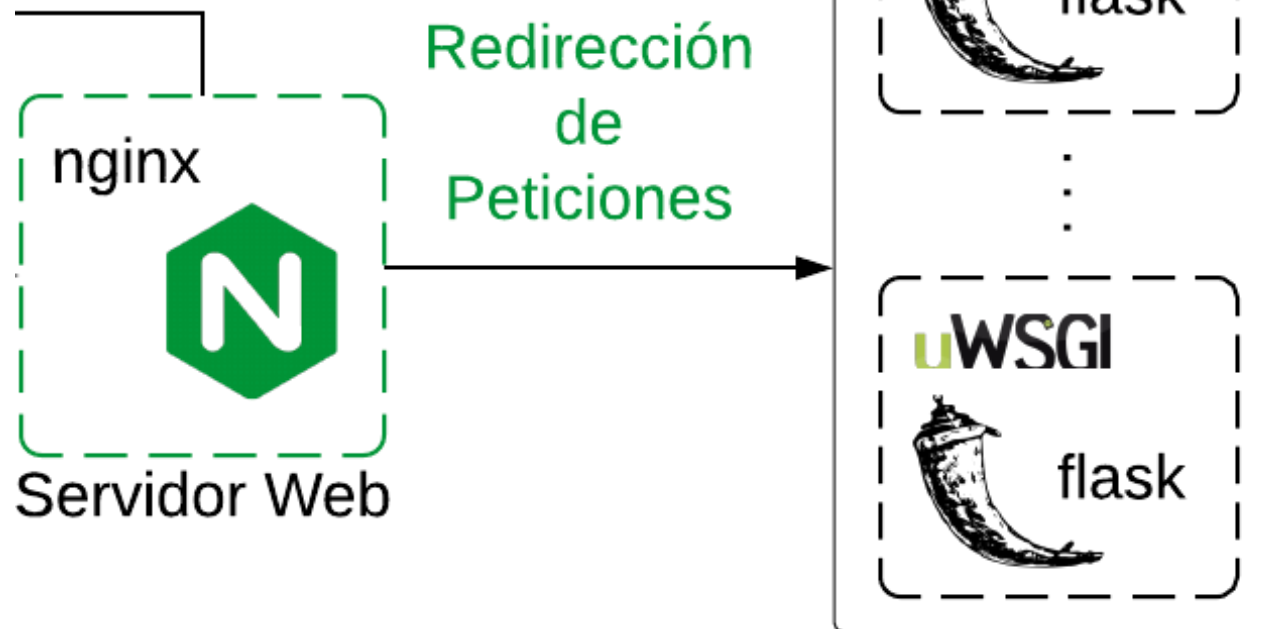 Redirección
de
Peticiones
nginx
N
Servidor Web
flask
uWSGI
flask